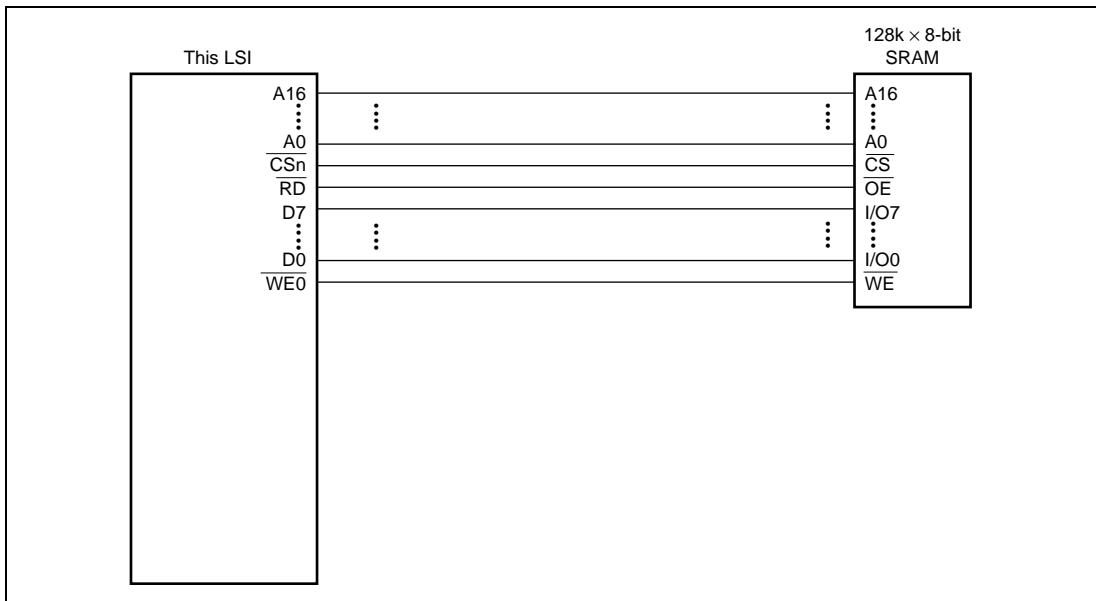 This LSI
128k × 8-bit
SRAM
A16
A0
CSn
RD
D7
D0
WE0
A16
A0
CS
OE
I/O7
I/O0
WE